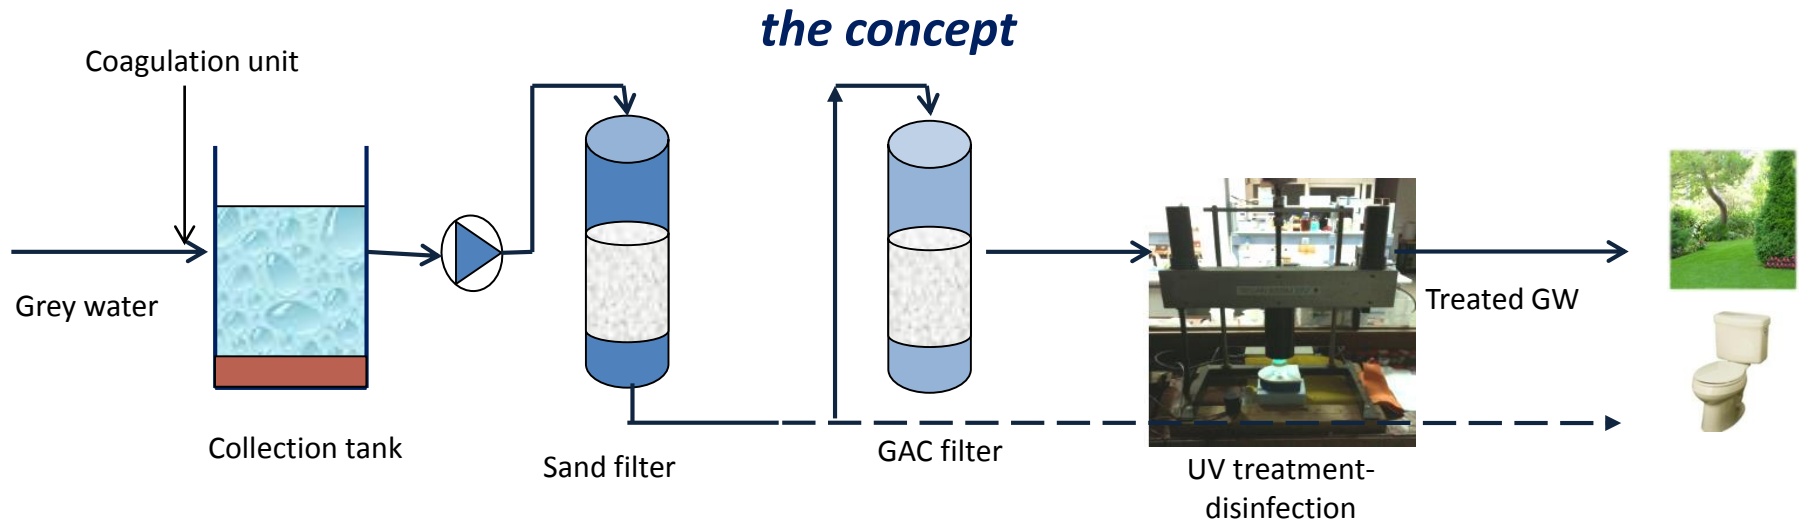 the concept
Coagulation unit
Grey water
Treated GW
Collection tank
Sand filter
GAC filter
UV treatment-
disinfection